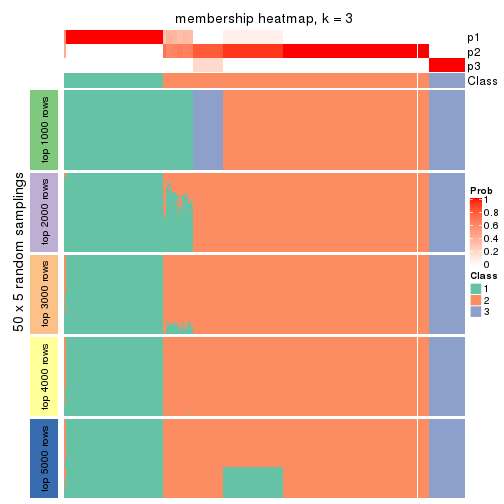 membership heatmap, k = 3
p1
p2
p3
Class
50 x 5 random samplings
top 1000 rows
top 2000 rows
top 3000 rows
top 4000 rows
top 5000 rows
Prob
1
0.8
0.6
0.4
0.2
0
Class
1
2
3